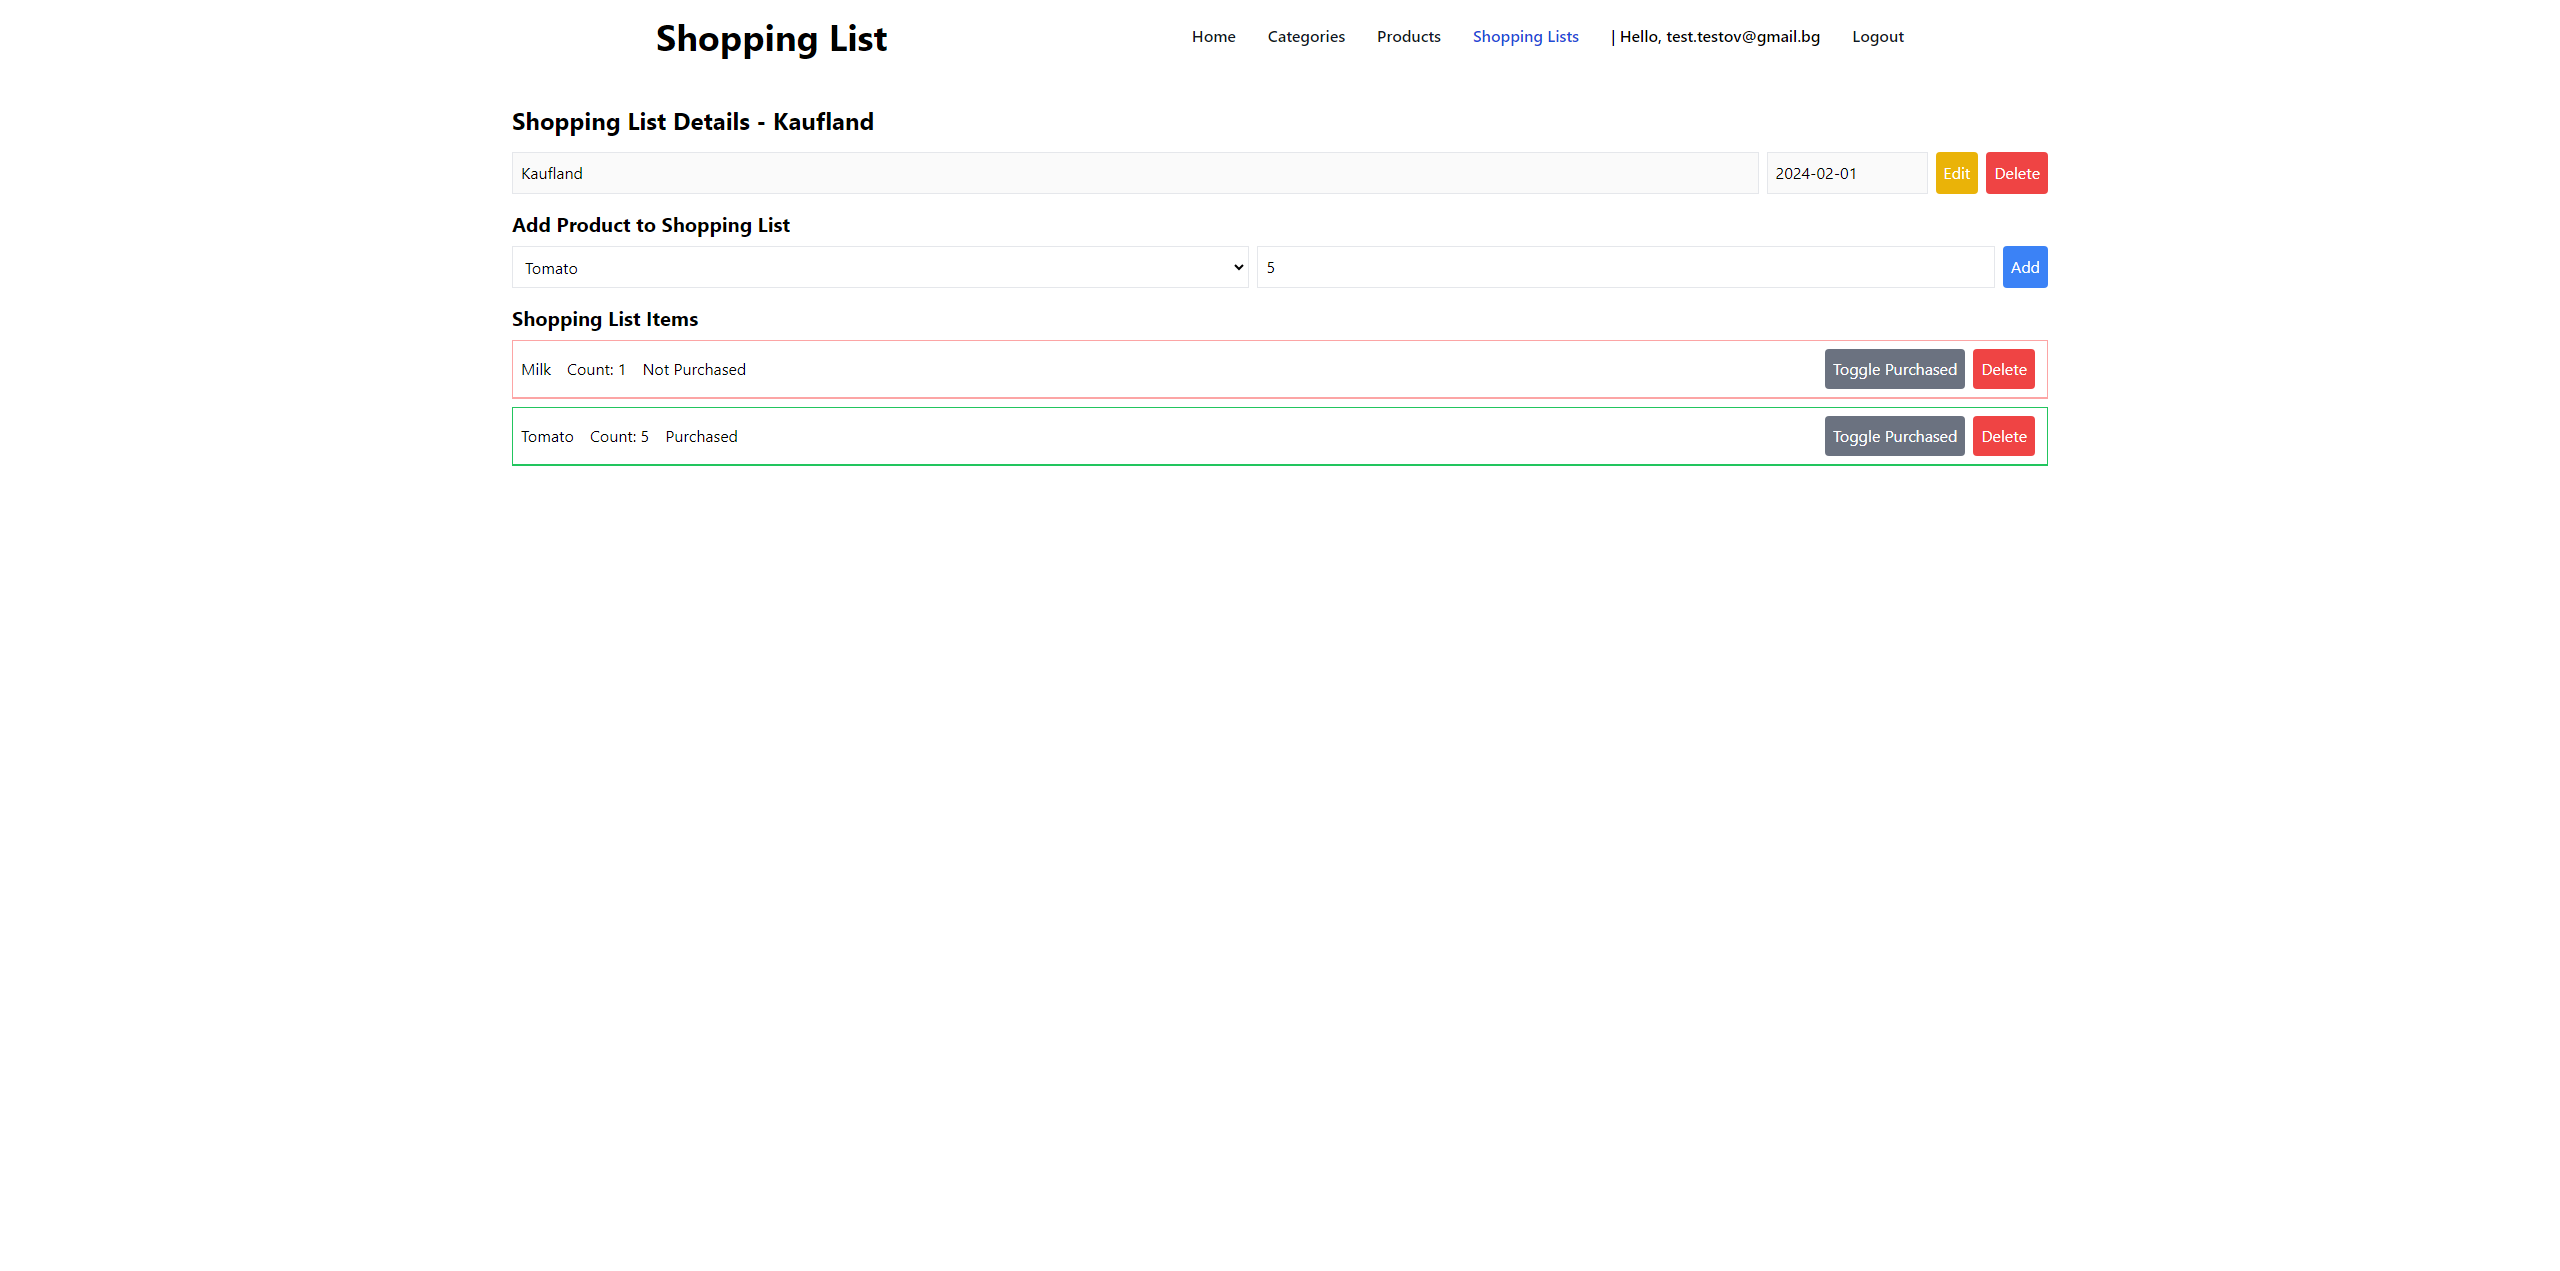 Shopping List
Home Categories Products Shopping Lists | Hello, test.testov@gmail.bg Logout
Shopping List Details - Kaufland
Kaufland 2024-02-01 Edit Delete
Add Product to Shopping List
Tomato 5 Add
Shopping List Items
Milk Count: 1 Not Purchased Toggle Purchased Delete
Tomato Count: 5 Purchased Toggle Purchased Delete